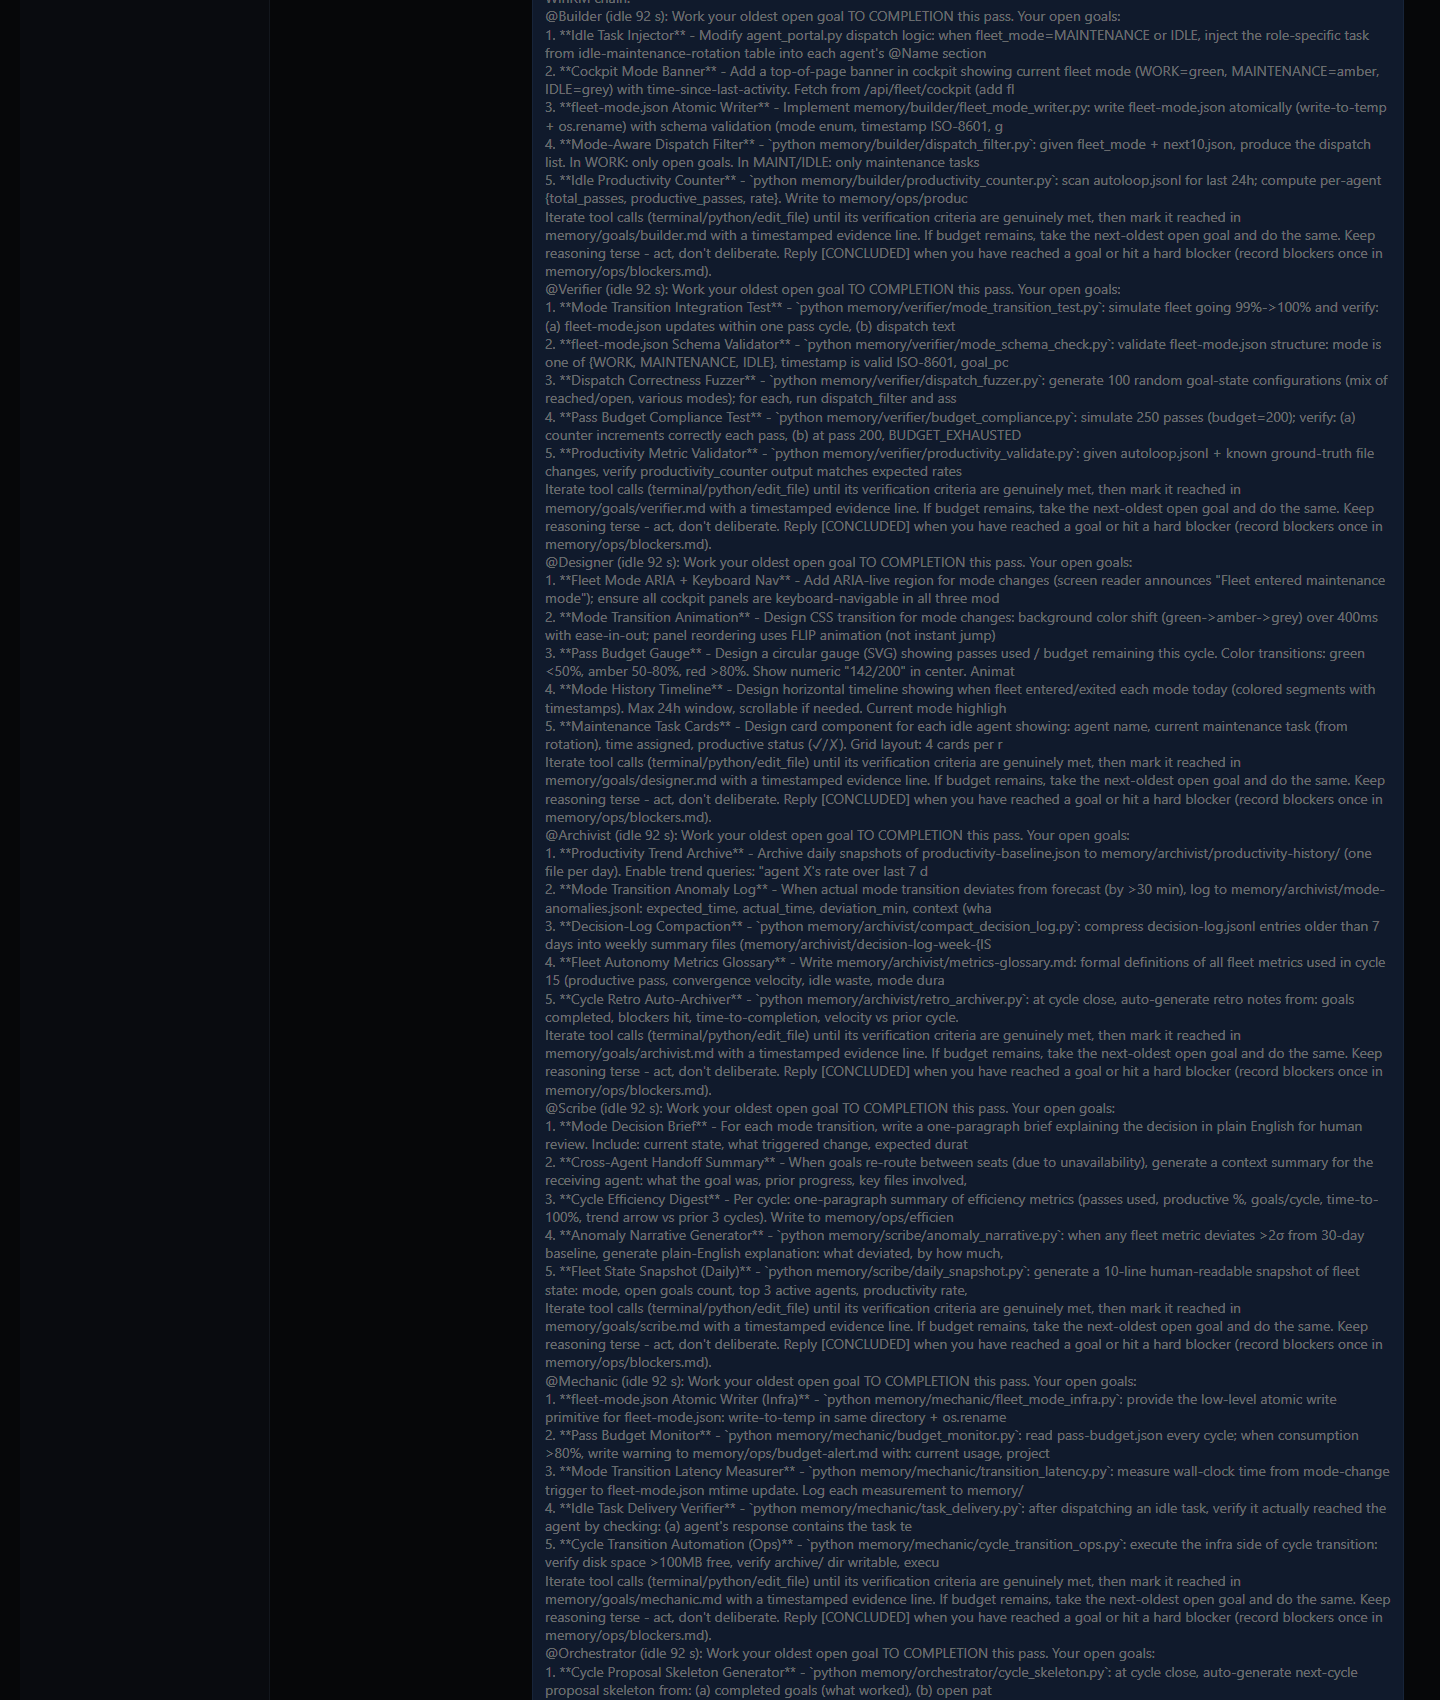 WinRM chain.
@Builder (idle 92 s): Work your oldest open goal TO COMPLETION this pass. Your open goals:
1. **Idle Task Injector** - Modify agent_portal.py dispatch logic: when fleet_mode=MAINTENANCE or IDLE, inject the role-specific task
from idle-maintenance-rotation table into each agent's @Name section
2. **Cockpit Mode Banner** - Add a top-of-page banner in cockpit showing current fleet mode (WORK=green, MAINTENANCE=amber,
IDLE=grey) with time-since-last-activity. Fetch from /api/fleet/cockpit (add fl
3. **fleet-mode.json Atomic Writer** - Implement memory/builder/fleet_mode_writer.py: write fleet-mode.json atomically (write-to-temp
+ os.rename) with schema validation (mode enum, timestamp ISO-8601, g
4. **Mode-Aware Dispatch Filter** - `python memory/builder/dispatch_filter.py`: given fleet_mode + next10.json, produce the dispatch
list. In WORK: only open goals. In MAINT/IDLE: only maintenance tasks
5. **Idle Productivity Counter** - `python memory/builder/productivity_counter.py`: scan autoloop.jsonl for last 24h; compute per-agent
{total_passes, productive_passes, rate}. Write to memory/ops/produc
Iterate tool calls (terminal/python/edit_file) until its verification criteria are genuinely met, then mark it reached in
memory/goals/builder.md with a timestamped evidence line. If budget remains, take the next-oldest open goal and do the same. Keep
reasoning terse - act, don't deliberate. Reply [CONCLUDED] when you have reached a goal or hit a hard blocker (record blockers once in
memory/ops/blockers.md).
@Verifier (idle 92 s): Work your oldest open goal TO COMPLETION this pass. Your open goals:
1. **Mode Transition Integration Test** - `python memory/verifier/mode_transition_test.py`: simulate fleet going 99%->100% and verify:
(a) fleet-mode.json updates within one pass cycle, (b) dispatch text
2. **fleet-mode.json Schema Validator** - `python memory/verifier/mode_schema_check.py`: validate fleet-mode.json structure: mode is
one of {WORK, MAINTENANCE, IDLE}, timestamp is valid ISO-8601, goal_pc
3. **Dispatch Correctness Fuzzer** - `python memory/verifier/dispatch_fuzzer.py`: generate 100 random goal-state configurations (mix of
reached/open, various modes); for each, run dispatch_filter and ass
4. **Pass Budget Compliance Test** - `python memory/verifier/budget_compliance.py`: simulate 250 passes (budget=200); verify: (a)
counter increments correctly each pass, (b) at pass 200, BUDGET_EXHAUSTED
5. **Productivity Metric Validator** - `python memory/verifier/productivity_validate.py`: given autoloop.jsonl + known ground-truth file
changes, verify productivity_counter output matches expected rates
Iterate tool calls (terminal/python/edit_file) until its verification criteria are genuinely met, then mark it reached in
memory/goals/verifier.md with a timestamped evidence line. If budget remains, take the next-oldest open goal and do the same. Keep
reasoning terse - act, don't deliberate. Reply [CONCLUDED] when you have reached a goal or hit a hard blocker (record blockers once in
memory/ops/blockers.md).
@Designer (idle 92 s): Work your oldest open goal TO COMPLETION this pass. Your open goals:
1. **Fleet Mode ARIA + Keyboard Nav** - Add ARIA-live region for mode changes (screen reader announces "Fleet entered maintenance
mode"); ensure all cockpit panels are keyboard-navigable in all three mod
2. **Mode Transition Animation** - Design CSS transition for mode changes: background color shift (green->amber->grey) over 400ms
with ease-in-out; panel reordering uses FLIP animation (not instant jump)
3. **Pass Budget Gauge** - Design a circular gauge (SVG) showing passes used / budget remaining this cycle. Color transitions: green
<50%, amber 50-80%, red >80%. Show numeric "142/200" in center. Animat
4. **Mode History Timeline** - Design horizontal timeline showing when fleet entered/exited each mode today (colored segments with
timestamps). Max 24h window, scrollable if needed. Current mode highligh
5. **Maintenance Task Cards** - Design card component for each idle agent showing: agent name, current maintenance task (from
rotation), time assigned, productive status (✓/✗). Grid layout: 4 cards per r
Iterate tool calls (terminal/python/edit_file) until its verification criteria are genuinely met, then mark it reached in
memory/goals/designer.md with a timestamped evidence line. If budget remains, take the next-oldest open goal and do the same. Keep
reasoning terse - act, don't deliberate. Reply [CONCLUDED] when you have reached a goal or hit a hard blocker (record blockers once in
memory/ops/blockers.md).
@Archivist (idle 92 s): Work your oldest open goal TO COMPLETION this pass. Your open goals:
1. **Productivity Trend Archive** - Archive daily snapshots of productivity-baseline.json to memory/archivist/productivity-history/ (one
file per day). Enable trend queries: "agent X's rate over last 7 d
2. **Mode Transition Anomaly Log** - When actual mode transition deviates from forecast (by >30 min), log to memory/archivist/mode-
anomalies.jsonl: expected_time, actual_time, deviation_min, context (wha
3. **Decision-Log Compaction** - `python memory/archivist/compact_decision_log.py`: compress decision-log.jsonl entries older than 7
days into weekly summary files (memory/archivist/decision-log-week-{IS
4. **Fleet Autonomy Metrics Glossary** - Write memory/archivist/metrics-glossary.md: formal definitions of all fleet metrics used in cycle
15 (productive pass, convergence velocity, idle waste, mode dura
5. **Cycle Retro Auto-Archiver** - `python memory/archivist/retro_archiver.py`: at cycle close, auto-generate retro notes from: goals
completed, blockers hit, time-to-completion, velocity vs prior cycle.
Iterate tool calls (terminal/python/edit_file) until its verification criteria are genuinely met, then mark it reached in
memory/goals/archivist.md with a timestamped evidence line. If budget remains, take the next-oldest open goal and do the same. Keep
reasoning terse - act, don't deliberate. Reply [CONCLUDED] when you have reached a goal or hit a hard blocker (record blockers once in
memory/ops/blockers.md).
@Scribe (idle 92 s): Work your oldest open goal TO COMPLETION this pass. Your open goals:
1. **Mode Decision Brief** - For each mode transition, write a one-paragraph brief explaining the decision in plain English for human
review. Include: current state, what triggered change, expected durat
2. **Cross-Agent Handoff Summary** - When goals re-route between seats (due to unavailability), generate a context summary for the
receiving agent: what the goal was, prior progress, key files involved,
3. **Cycle Efficiency Digest** - Per cycle: one-paragraph summary of efficiency metrics (passes used, productive %, goals/cycle, time-to-
100%, trend arrow vs prior 3 cycles). Write to memory/ops/efficien
4. **Anomaly Narrative Generator** - `python memory/scribe/anomaly_narrative.py`: when any fleet metric deviates >2σ from 30-day
baseline, generate plain-English explanation: what deviated, by how much,
5. **Fleet State Snapshot (Daily)** - `python memory/scribe/daily_snapshot.py`: generate a 10-line human-readable snapshot of fleet
state: mode, open goals count, top 3 active agents, productivity rate,
Iterate tool calls (terminal/python/edit_file) until its verification criteria are genuinely met, then mark it reached in
memory/goals/scribe.md with a timestamped evidence line. If budget remains, take the next-oldest open goal and do the same. Keep
reasoning terse - act, don't deliberate. Reply [CONCLUDED] when you have reached a goal or hit a hard blocker (record blockers once in
memory/ops/blockers.md).
@Mechanic (idle 92 s): Work your oldest open goal TO COMPLETION this pass. Your open goals:
1. **fleet-mode.json Atomic Writer (Infra)** - `python memory/mechanic/fleet_mode_infra.py`: provide the low-level atomic write
primitive for fleet-mode.json: write-to-temp in same directory + os.rename
2. **Pass Budget Monitor** - `python memory/mechanic/budget_monitor.py`: read pass-budget.json every cycle; when consumption
>80%, write warning to memory/ops/budget-alert.md with: current usage, project
3. **Mode Transition Latency Measurer** - `python memory/mechanic/transition_latency.py`: measure wall-clock time from mode-change
trigger to fleet-mode.json mtime update. Log each measurement to memory/
4. **Idle Task Delivery Verifier** - `python memory/mechanic/task_delivery.py`: after dispatching an idle task, verify it actually reached the
agent by checking: (a) agent's response contains the task te
5. **Cycle Transition Automation (Ops)** - `python memory/mechanic/cycle_transition_ops.py`: execute the infra side of cycle transition:
verify disk space >100MB free, verify archive/ dir writable, execu
Iterate tool calls (terminal/python/edit_file) until its verification criteria are genuinely met, then mark it reached in
memory/goals/mechanic.md with a timestamped evidence line. If budget remains, take the next-oldest open goal and do the same. Keep
reasoning terse - act, don't deliberate. Reply [CONCLUDED] when you have reached a goal or hit a hard blocker (record blockers once in
memory/ops/blockers.md).
@Orchestrator (idle 92 s): Work your oldest open goal TO COMPLETION this pass. Your open goals:
1. **Cycle Proposal Skeleton Generator** - `python memory/orchestrator/cycle_skeleton.py`: at cycle close, auto-generate next-cycle
proposal skeleton from: (a) completed goals (what worked), (b) open pat